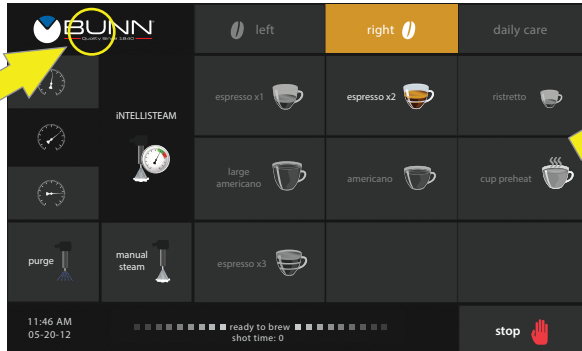 BUNN
Quality Since 1840
left
right
daily care
iNTELLISTEAM
espresso x1
espresso x2
ristretto
large
americano
americano
cup preheat
purge
manual
steam
espresso x3
11:46 AM
05-20-12
ready to brew
shot time: 0
stop